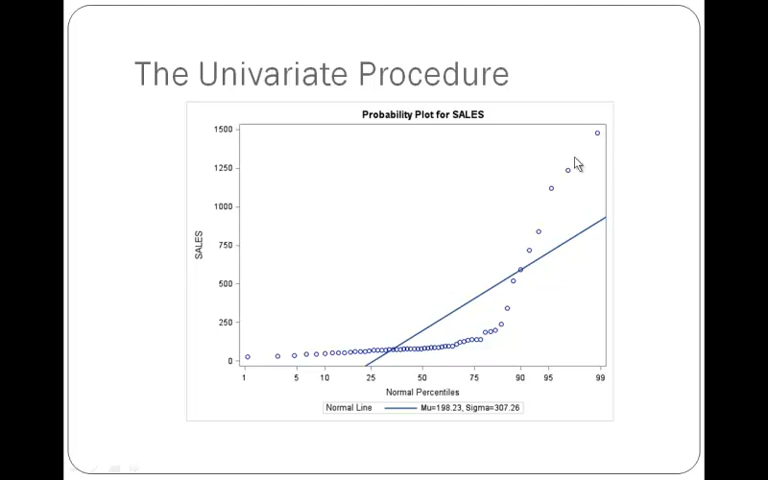 The Univariate Procedure
Probability Plot for SALES
1500
1250
1000
750
500
250
0
SALES
1 5 10 25 50 75 90 95 99
Normal Percentiles
Normal Line Mu=198.23, Sigma=307.26